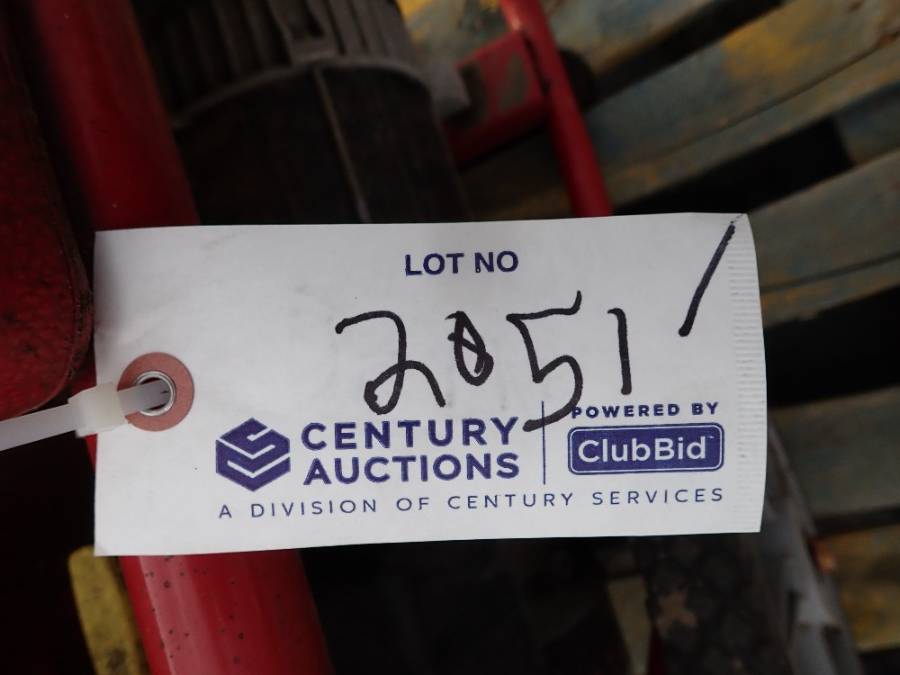 LOT NO
2051
CENTURY
AUCTIONS
POWERED BY
ClubBid
A DIVISION OF CENTURY SERVICES